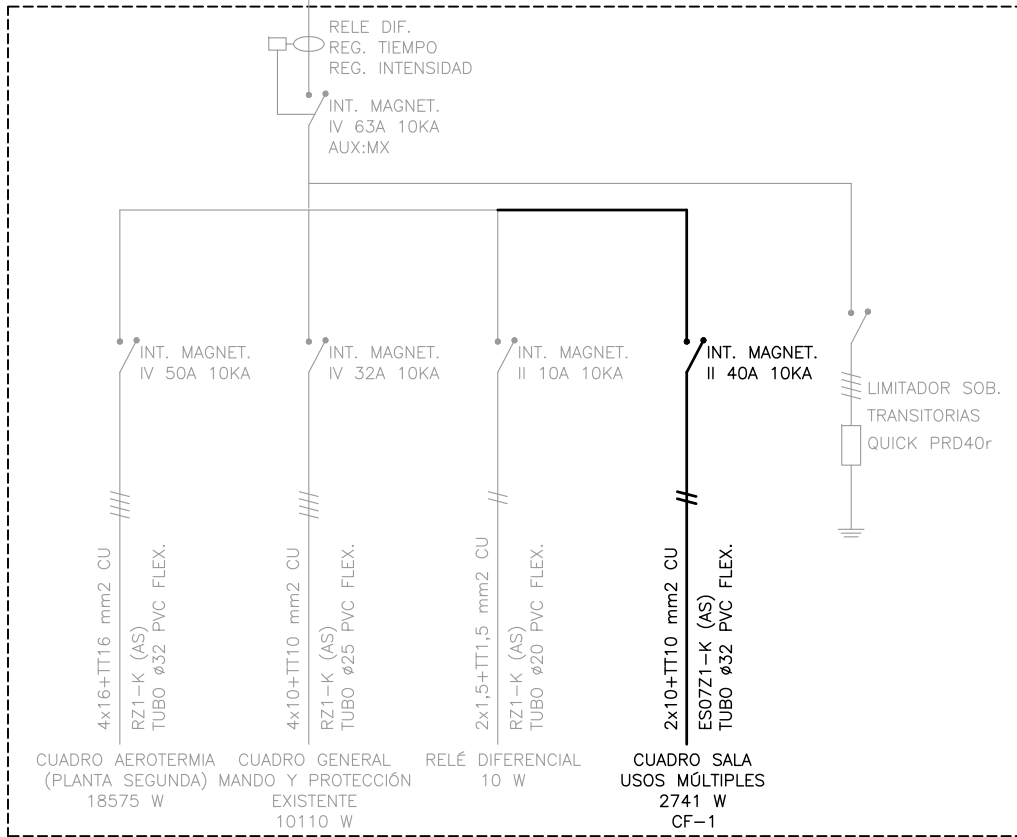 RELE DIF.
REG. TIEMPO
REG. INTENSIDAD
INT. MAGNET.
IV 63A 10KA
AUX:MX
INT. MAGNET.
IV 50A 10KA
INT. MAGNET.
IV 32A 10KA
INT. MAGNET.
II 10A 10KA
INT. MAGNET.
II 40A 10KA
LIMITADOR SOB.
TRANSITORIAS
QUICK PRD40r
4x16+TT16 mm2 CU
RZ1-K (AS)
TUBO ø32 PVC FLEX.
4x10+TT10 mm2 CU
RZ1-K (AS)
TUBO ø25 PVC FLEX.
2x1,5+TT1,5 mm2 CU
RZ1-K (AS)
TUBO ø20 PVC FLEX.
2x10+TT10 mm2 CU
ES07Z1-K (AS)
TUBO ø32 PVC FLEX.
CUADRO AEROTERMIA
(PLANTA SEGUNDA)
18575 W
CUADRO GENERAL
MANDO Y PROTECCIÓN
EXISTENTE
10110 W
RELÉ DIFERENCIAL
10 W
CUADRO SALA
USOS MÚLTIPLES
2741 W
CF-1